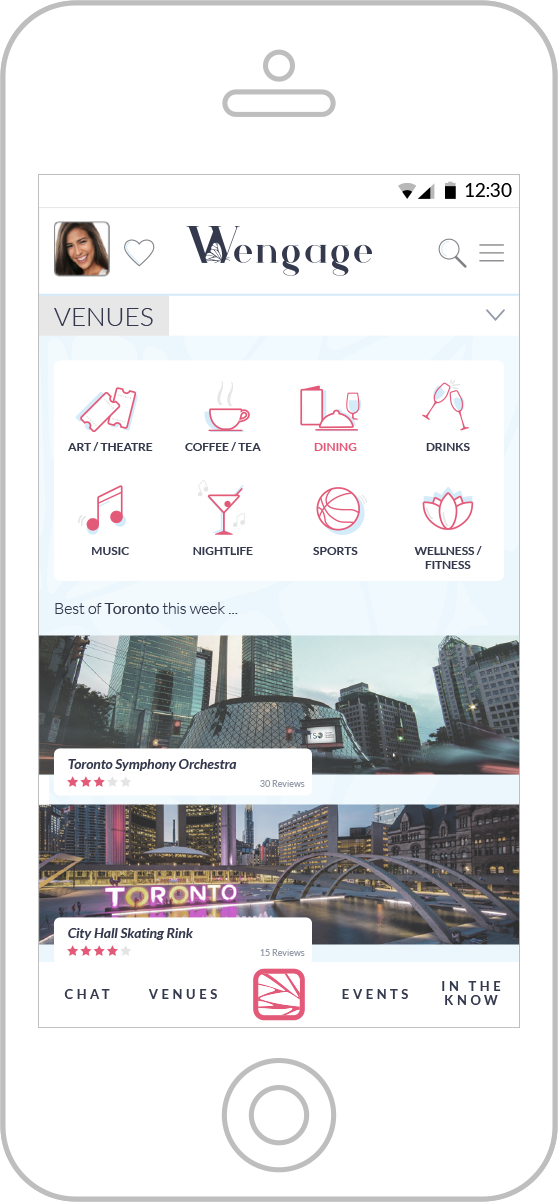 12:30
Wengage
VENUES
ART / THEATRE
COFFEE / TEA
DINING
DRINKS
MUSIC
NIGHTLIFE
SPORTS
WELLNESS /
FITNESS
Best of Toronto this week ...
TSO
Toronto Symphony Orchestra
30 Reviews
TORONTO
City Hall Skating Rink
15 Reviews
CHAT
VENUES
EVENTS
IN THE
KNOW